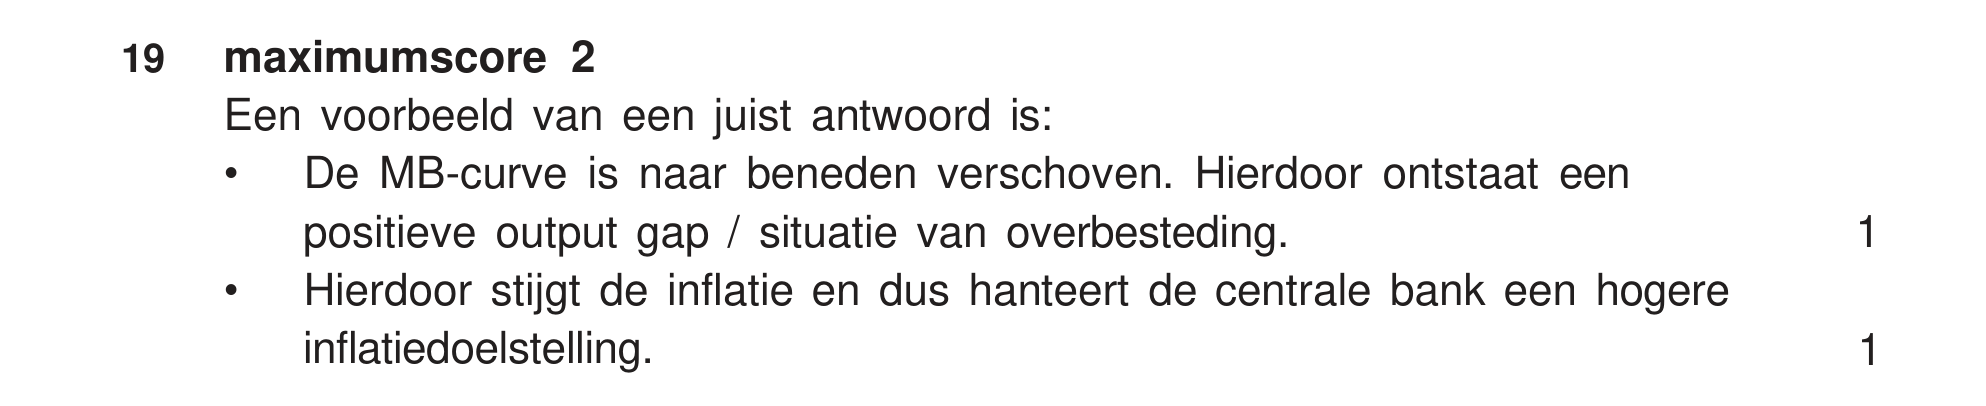 19 maximumscore 2
Een voorbeeld van een juist antwoord is:
• De MB-curve is naar beneden verschoven. Hierdoor ontstaat een
positieve output gap / situatie van overbesteding. 1
• Hierdoor stijgt de inflatie en dus hanteert de centrale bank een hogere
inflatiedoelstelling. 1